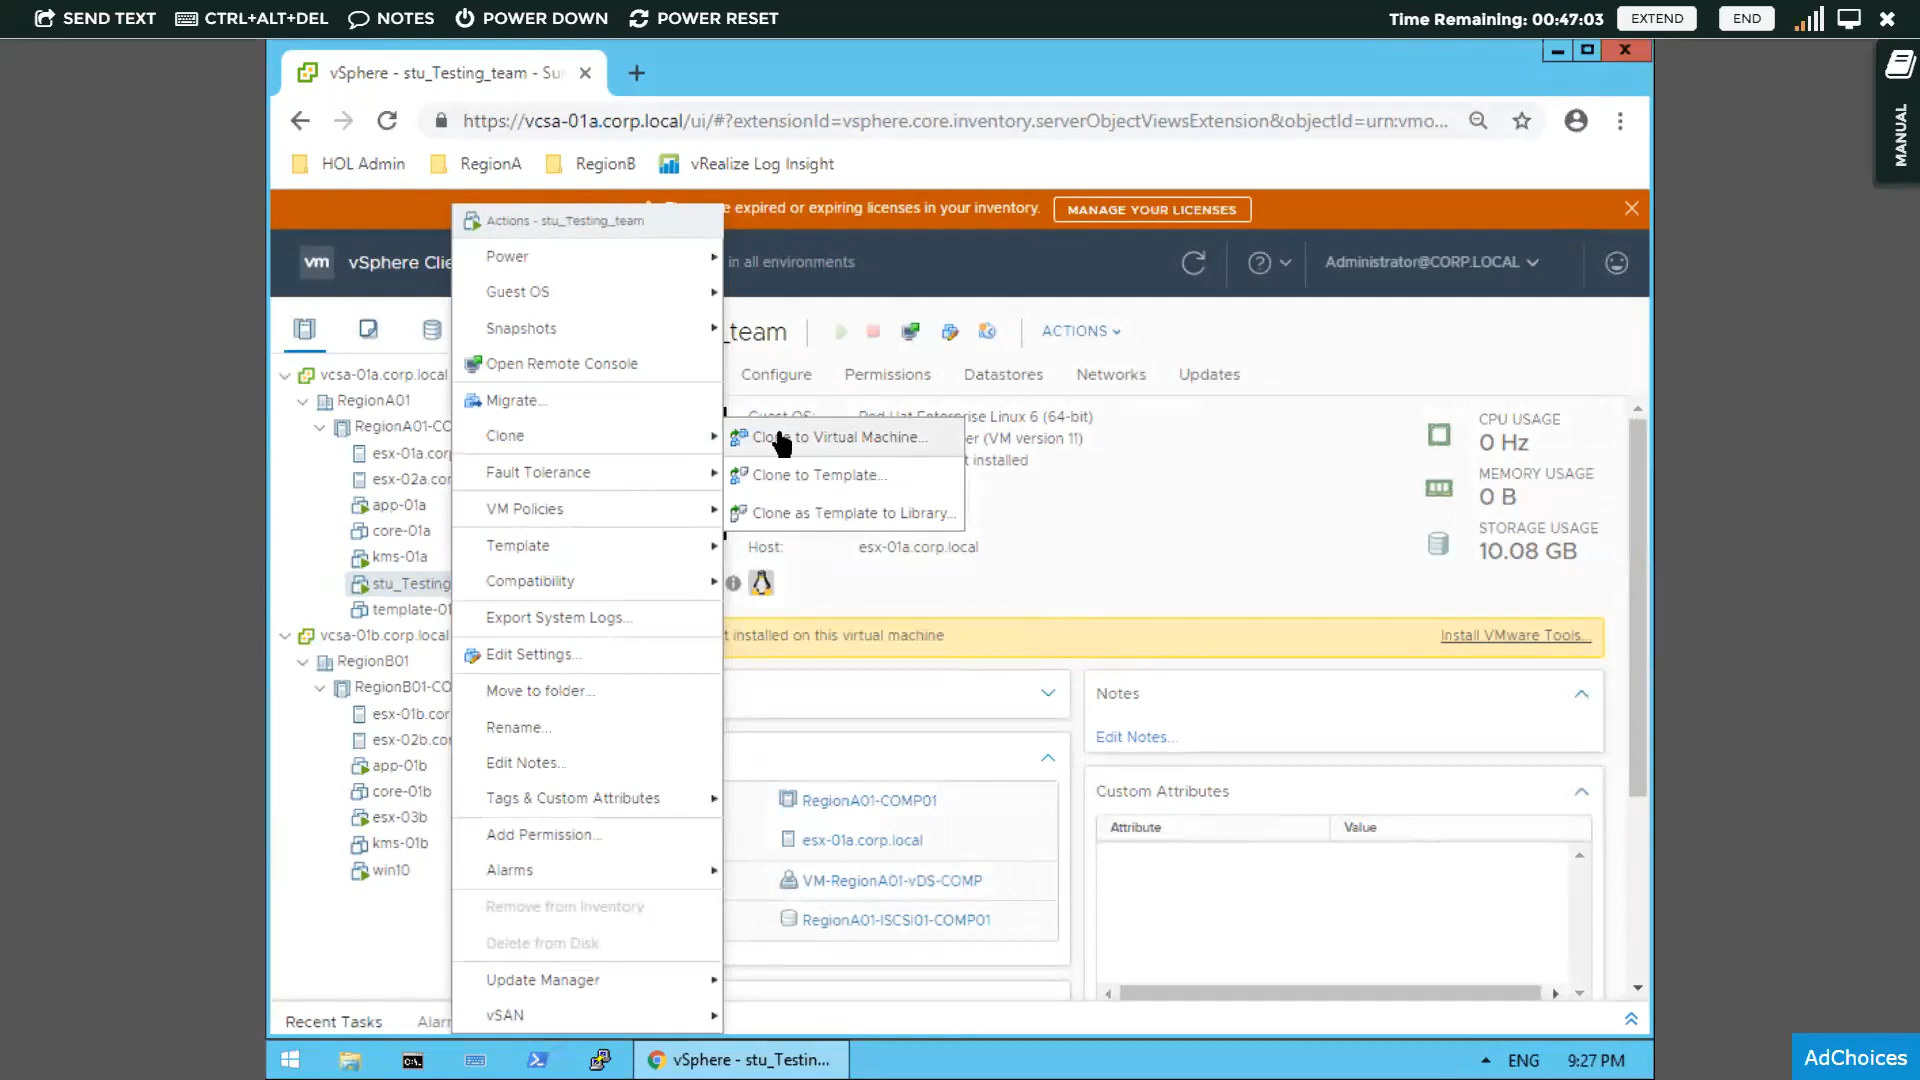 SEND TEXT CTRL+ALT+DEL NOTES POWER DOWN POWER RESET Time Remaining: 00:47:03 EXTEND END
MANUAL
vSphere - stu_Testing_team - Su
https://vcsa-01a.corp.local/ui/#?extensionId=vsphere.core.inventory.serverObjectViewsExtension&objectId=urn:vmo...
HOL Admin RegionA RegionB vRealize Log Insight
e expired or expiring licenses in your inventory. MANAGE YOUR LICENSES
vm vSphere Clie in all environments Administrator@CORP.LOCAL
_team ACTIONS
Configure Permissions Datastores Networks Updates
Actions - stu_Testing_team
Power
Guest OS
Snapshots
Open Remote Console
Migrate...
Clone
Fault Tolerance
VM Policies
Template
Compatibility
Export System Logs...
Edit Settings...
Move to folder...
Rename...
Edit Notes...
Tags & Custom Attributes
Add Permission...
Alarms
Remove from Inventory
Delete from Disk
Update Manager
vSAN
Clone to Virtual Machine...
Clone to Template...
Clone as Template to Library...
vcsa-01a.corp.local
RegionA01
RegionA01-CO
esx-01a.cor
esx-02a.cor
app-01a
core-01a
kms-01a
stu_Testing
template-01
vcsa-01b.corp.local
RegionB01
RegionB01-CO
esx-01b.cor
esx-02b.cor
app-01b
core-01b
esx-03b
kms-01b
win10
Guest OS: Red Hat Enterprise Linux 6 (64-bit)
er (VM version 11)
t installed
Host: esx-01a.corp.local
CPU USAGE
0 Hz
MEMORY USAGE
0 B
STORAGE USAGE
10.08 GB
t installed on this virtual machine Install VMware Tools...
Notes
Edit Notes...
Custom Attributes
Attribute Value
RegionA01-COMP01
esx-01a.corp.local
VM-RegionA01-vDS-COMP
RegionA01-ISCSI01-COMP01
Recent Tasks Alar
vSphere - stu_Testin... ENG 9:27 PM
AdChoices